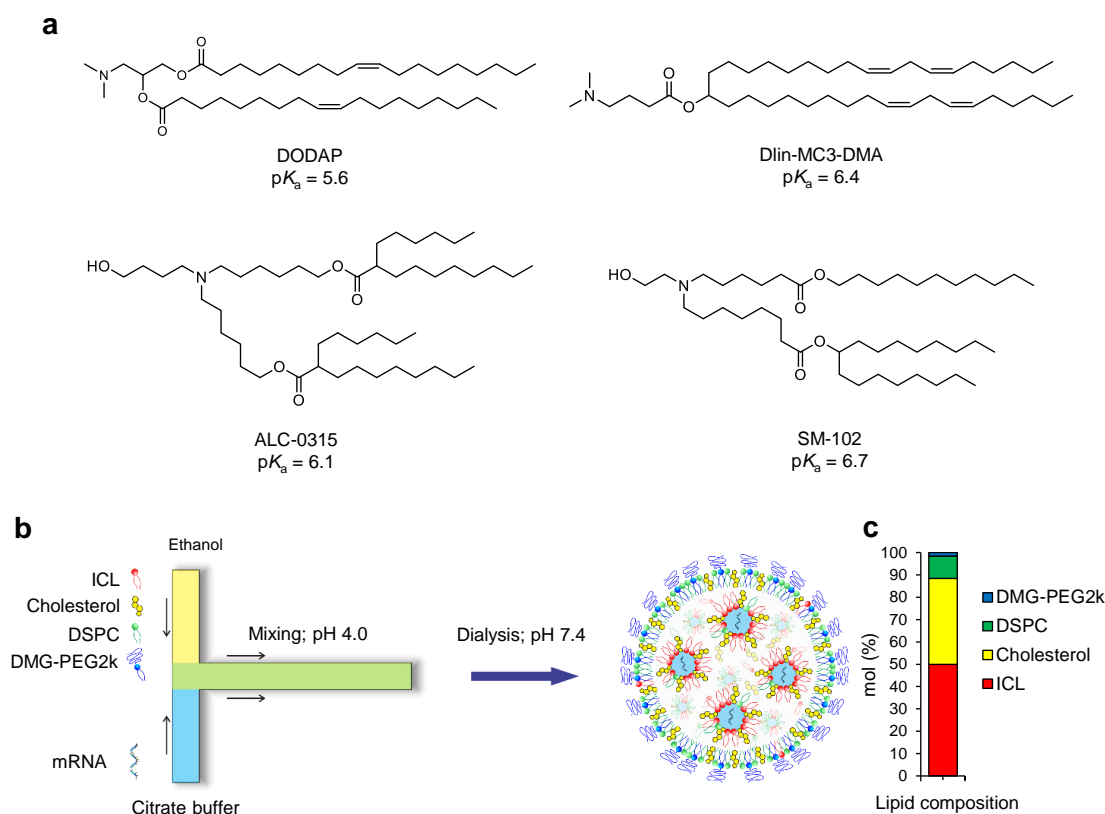 a
O
N
O
O
O
DODAP
pKa = 5.6
N
O
O
Dlin-MC3-DMA
pKa = 6.4
HO
N
O
O
O
O
ALC-0315
pKa = 6.1
HO
N
O
O
O
O
SM-102
pKa = 6.7
b
Ethanol
ICL
Cholesterol
DSPC
DMG-PEG2k
mRNA
Citrate buffer
Mixing; pH 4.0
Dialysis; pH 7.4
c
mol (%)
100
90
80
70
60
50
40
30
20
10
0
Lipid composition
DMG-PEG2k
DSPC
Cholesterol
ICL